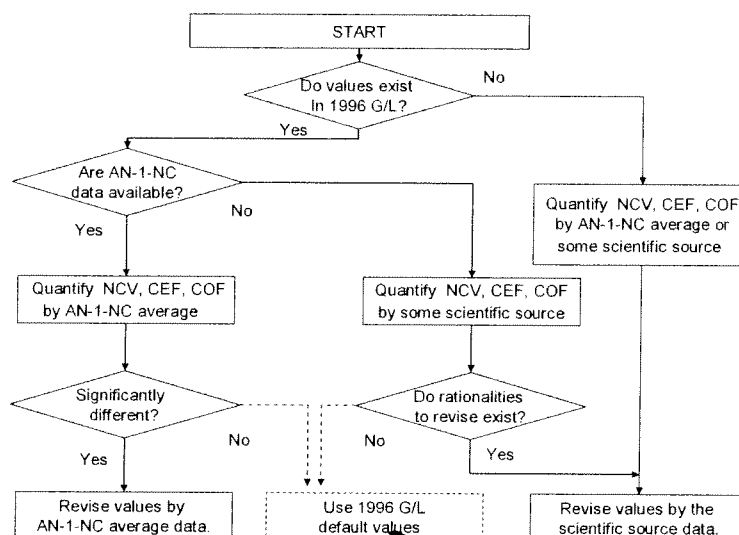 START
Do values exist
In 1996 G/L?
No
Yes
Are AN-1-NC
data available?
No
Yes
Quantify NCV, CEF, COF
by AN-1-NC average or
some scientific source
Quantify NCV, CEF, COF
by AN-1-NC average
Quantify NCV, CEF, COF
by some scientific source
Significantly
different?
No
Yes
Do rationalities
to revise exist?
No
Yes
Revise values by
AN-1-NC average data.
Use 1996 G/L
default values
Revise values by the
scientific source data.